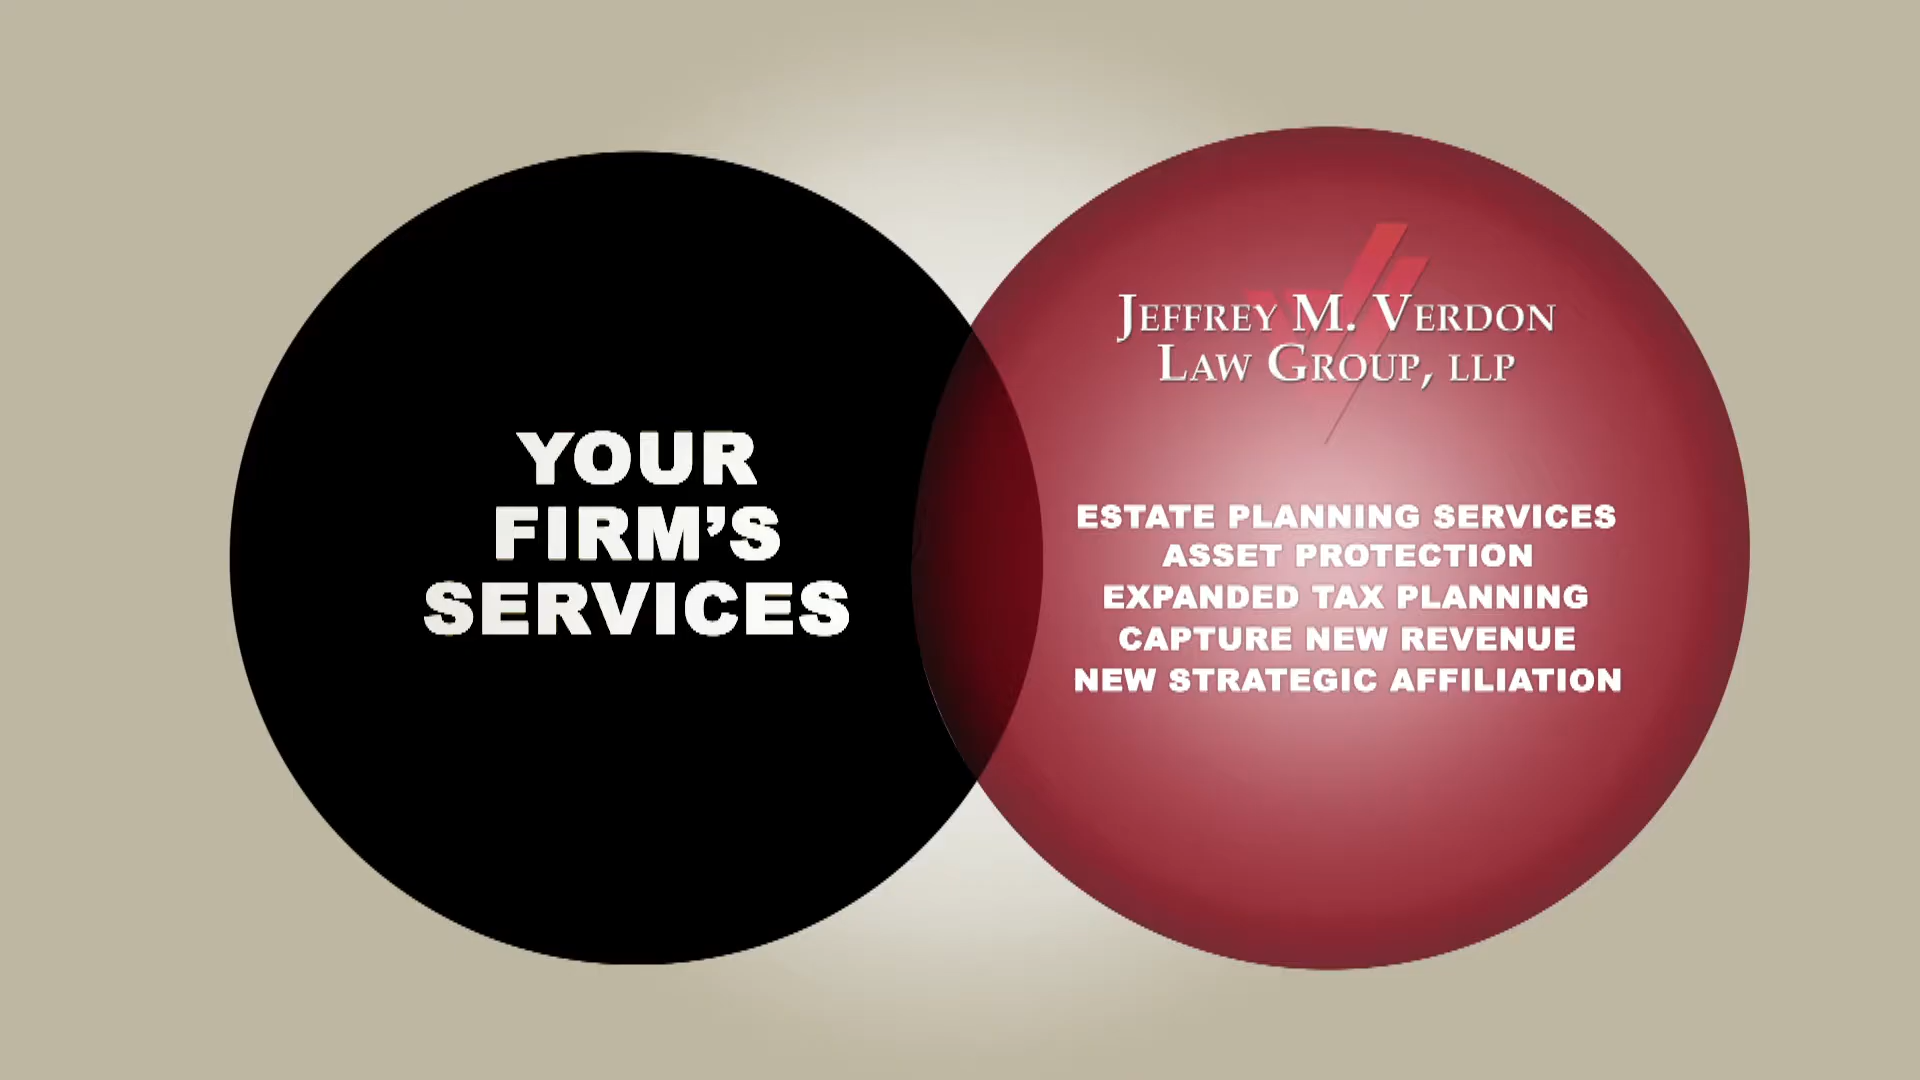 YOUR
FIRM'S
SERVICES
JEFFREY M. VERDON
LAW GROUP, LLP
ESTATE PLANNING SERVICES
ASSET PROTECTION
EXPANDED TAX PLANNING
CAPTURE NEW REVENUE
NEW STRATEGIC AFFILIATION